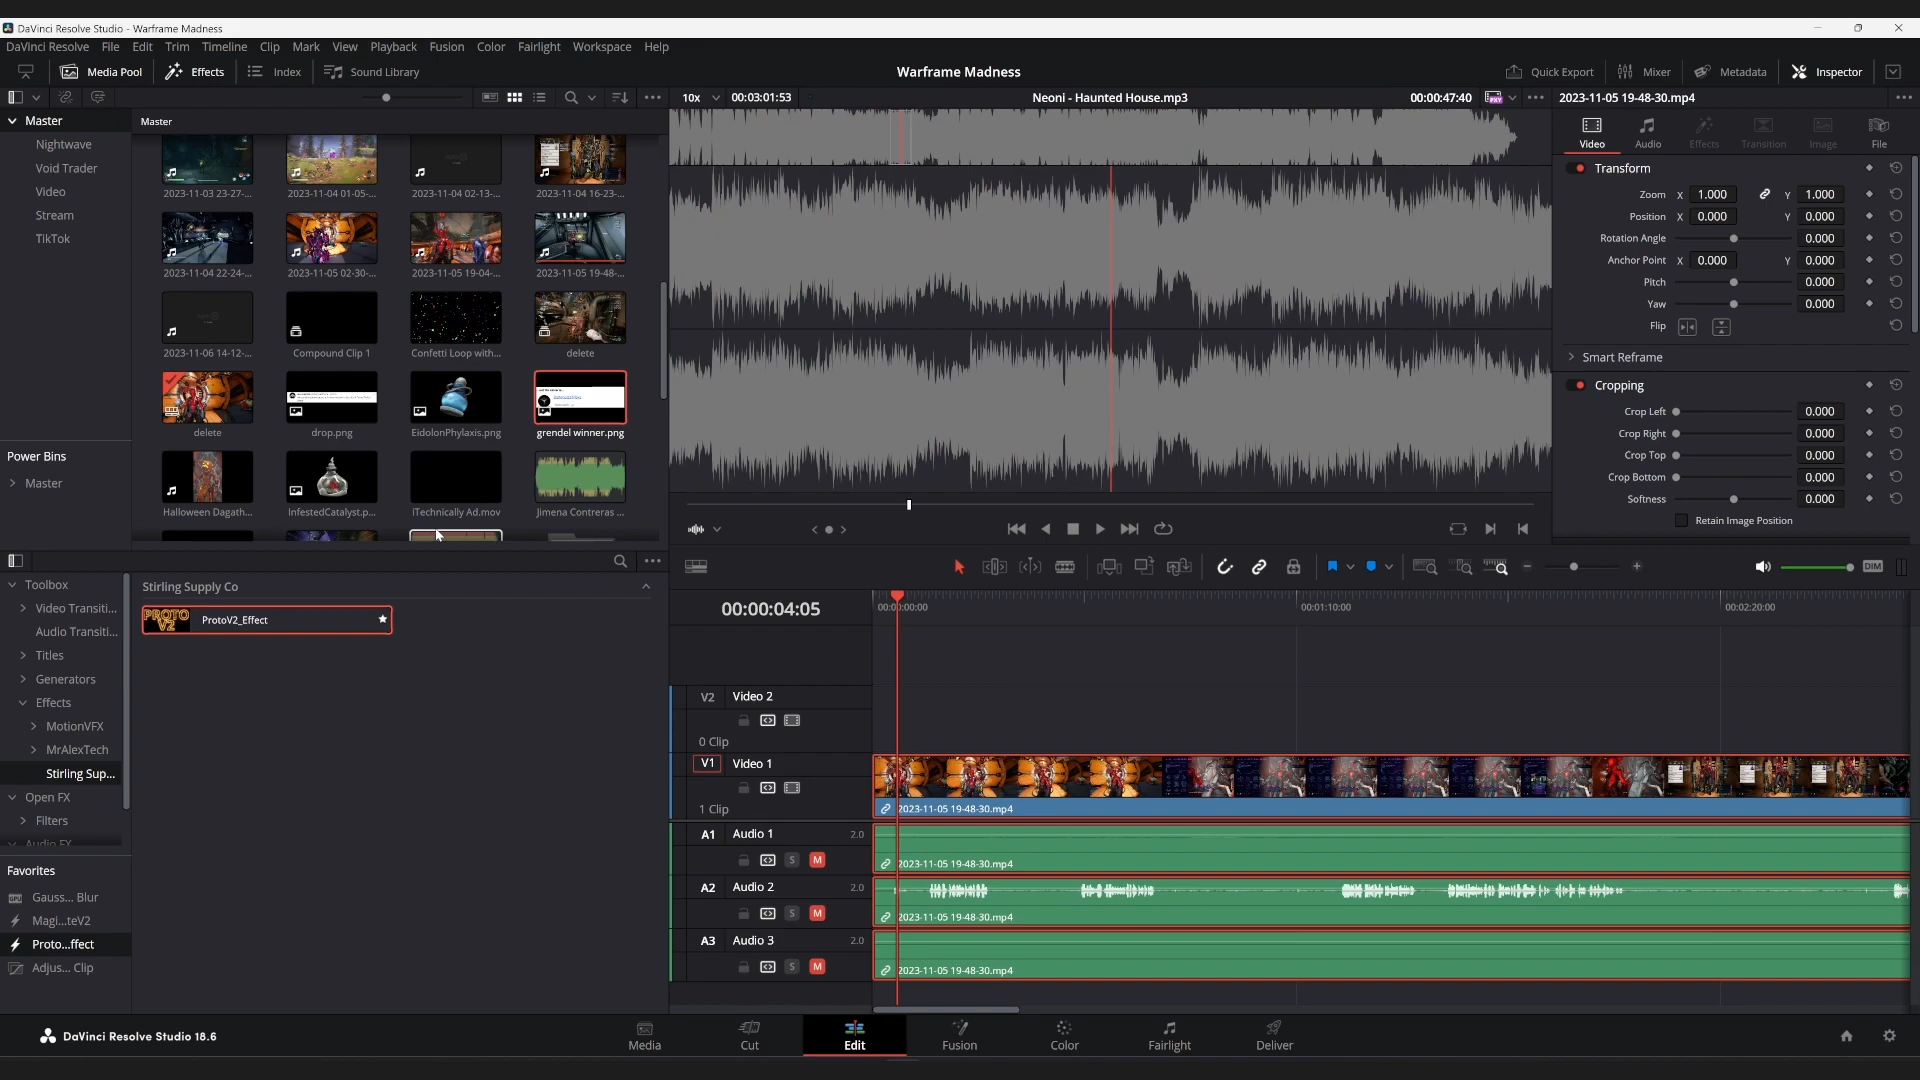 DaVinci Resolve Studio - Warframe Madness
DaVinci Resolve File Edit Trim Timeline Clip Mark View Playback Fusion Color Fairlight Workspace Help
Media Pool Effects Index Sound Library Warframe Madness Quick Export Mixer Metadata Inspector
10x 00:03:01:53 Neoni - Haunted House.mp3 00:00:47:40 2023-11-05 19-48-30.mp4
Master Master
Nightwave
Void Trader
Video
Stream
TikTok
2023-11-03 23-27-... 2023-11-04 01-05-... 2023-11-04 02-13-... 2023-11-04 16-23-...
2023-11-04 22-24-... 2023-11-05 02-30-... 2023-11-05 19-04-... 2023-11-05 19-48-...
2023-11-06 14-12-... Compound Clip 1 Confetti Loop with... delete
delete drop.png EidolonPhylaxis.png grendel winner.png
Halloween Dagath... InfestedCatalyst.p... iTechnically Ad.mov Jimena Contreras ...
Power Bins
Master
Video Audio Effects Transition Image File
Transform
Zoom X 1.000 Y 1.000
Position X 0.000 Y 0.000
Rotation Angle 0.000
Anchor Point X 0.000 Y 0.000
Pitch 0.000
Yaw 0.000
Flip
Smart Reframe
Cropping
Crop Left 0.000
Crop Right 0.000
Crop Top 0.000
Crop Bottom 0.000
Softness 0.000
Retain Image Position
Toolbox
Video Transiti...
Audio Transiti...
Titles
Generators
Effects
MotionVFX
MrAlexTech
Stirling Sup...
Open FX
Filters
Audio FX
Favorites
Gauss... Blur
Magi...teV2
Proto...ffect
Adjus... Clip
Stirling Supply Co
PROTO V2 ProtoV2_Effect
DIM
00:00:04:05 00:00:00:00 00:01:10:00 00:02:20:00
V2 Video 2
0 Clip
V1 Video 1
1 Clip 2023-11-05 19-48-30.mp4
A1 Audio 1 2.0
S M 2023-11-05 19-48-30.mp4
A2 Audio 2 2.0
S M 2023-11-05 19-48-30.mp4
A3 Audio 3 2.0
S M 2023-11-05 19-48-30.mp4
DaVinci Resolve Studio 18.6
Media Cut Edit Fusion Color Fairlight Deliver